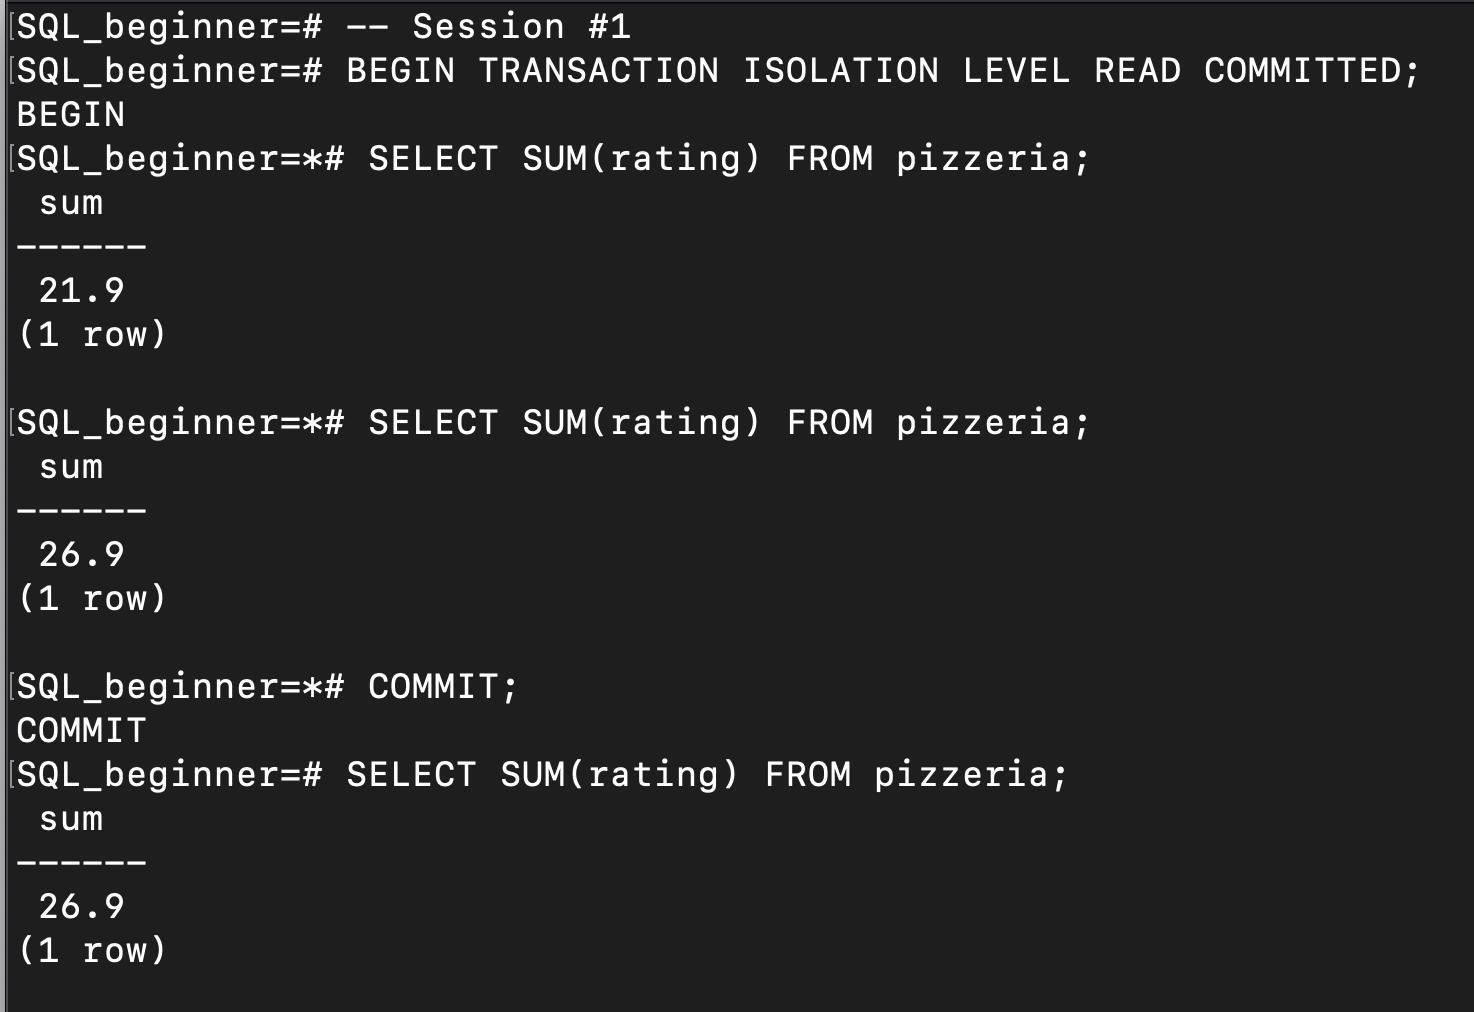 SQL_beginner=# -- Session #1
SQL_beginner=# BEGIN TRANSACTION ISOLATION LEVEL READ COMMITTED;
BEGIN
SQL_beginner=*# SELECT SUM(rating) FROM pizzeria;
 sum
------
 21.9
(1 row)

SQL_beginner=*# SELECT SUM(rating) FROM pizzeria;
 sum
------
 26.9
(1 row)

SQL_beginner=*# COMMIT;
COMMIT
SQL_beginner=# SELECT SUM(rating) FROM pizzeria;
 sum
------
 26.9
(1 row)